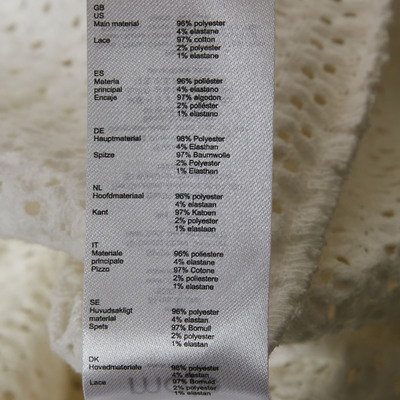 GB
US
Main material 96% polyester
4% elastane
Lace 97% cotton
2% polyester
1% elastane
ES
Materia 96% poliéster
principal 4% elastano
Encaje 97% algodon
2% poliéster
1% elastano
DE
Hauptmaterial 96% Polyester
4% Elasthan
Spitze 97% Baumwolle
2% Polyester
1% Elasthan
NL
Hoofdmateriaal 96% polyester
4% elastaan
Kant 97% Katoen
2% polyester
1% elastaan
IT
Materiale 96% poliestere
principale 4% elastane
Pizzo 97% Cotone
2% poliestere
1% elastane
SE
Huvudsakligt 96% polyester
material 4% elastan
Spets 97% Bomull
2% polyester
1% elastan
DK
Hovedmateriale 96% polyester
4% elastan
Lace 97% Bomuld
2% polyester
1% elastan